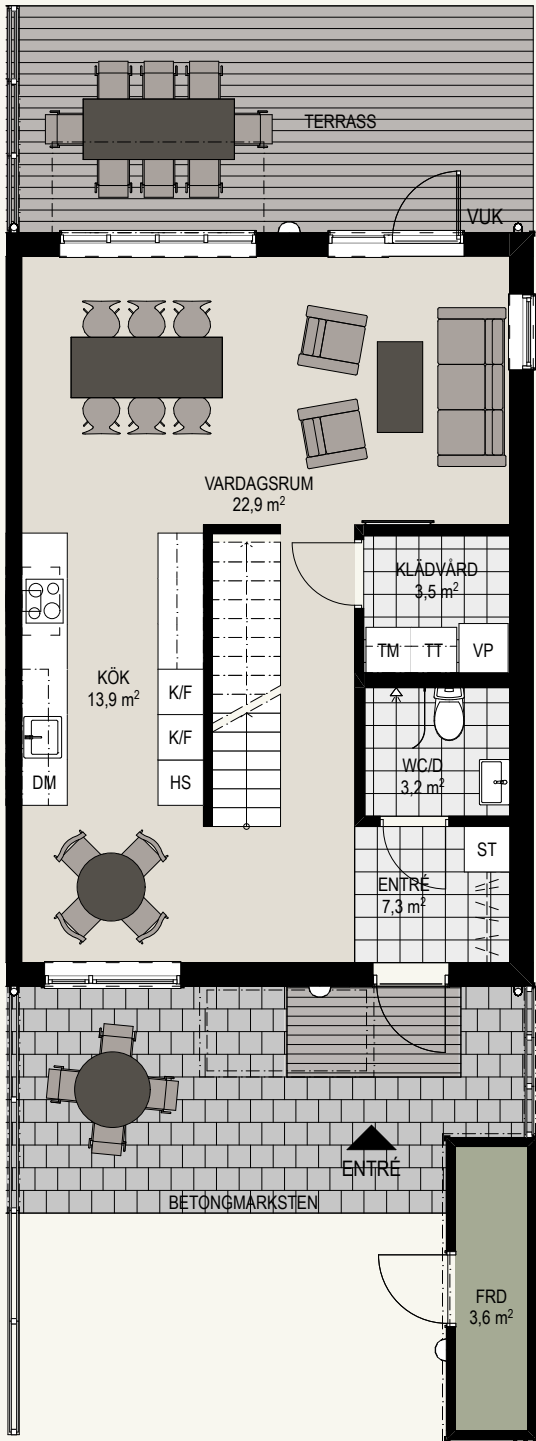 TERRASS
VUK
VARDAGSRUM
22,9 m²
KLÄDVÅRD
3,5 m²
TM TT VP
KÖK
13,9 m²
K/F
K/F
DM
HS
WC/D
3,2 m²
ST
ENTRÉ
7,3 m²
ENTRÉ
BETONGMARKSTEN
FRD
3,6 m²